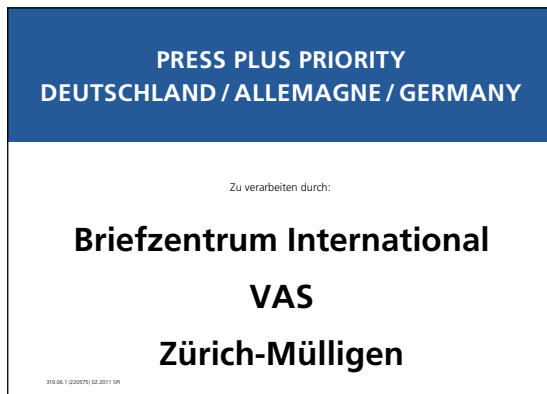 PRESS PLUS PRIORITY
DEUTSCHLAND / ALLEMAGNE / GERMANY
Zu verarbeiten durch:
Briefzentrum International
VAS
Zürich-Mülligen
319.06.1 (220575) 02.2011 SPI